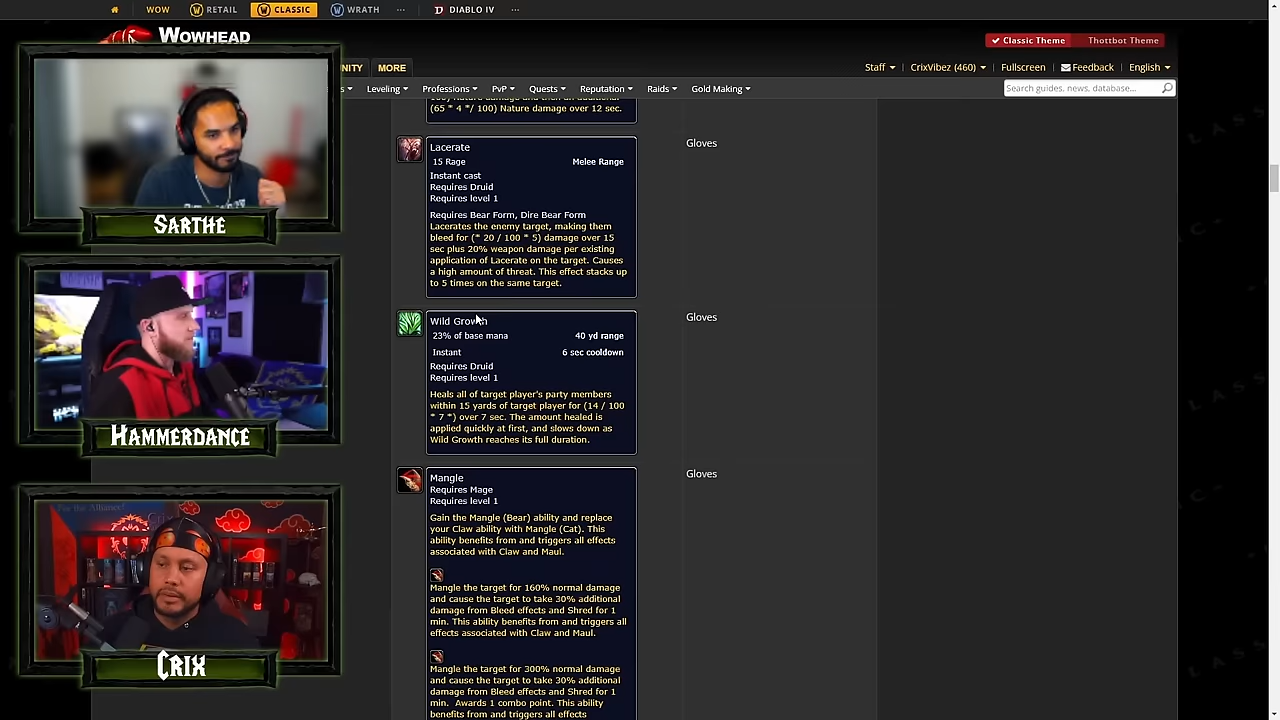 WOW
RETAIL
CLASSIC
WRATH
DIABLO IV
WOWHEAD
Classic Theme
Thottbot Theme
NITY
MORE
Staff
CrixVibez (460)
Fullscreen
Feedback
English
s
Leveling
Profession
PvP
Quests
Reputation
Raids
Gold Making
Search guides, news, database...
(65 * 4 */ 100) Nature damage over 12 sec.
Lacerate
15 Rage
Melee Range
Instant cast
Requires Druid
Requires level 1
Requires Bear Form, Dire Bear Form
Lacerates the enemy target, making them
bleed for (* 20 / 100 * 5) damage over 15
sec plus 20% weapon damage per existing
application of Lacerate on the target. Causes
a high amount of threat. This effect stacks up
to 5 times on the same target.
Gloves
Wild Growth
23% of base mana
40 yd range
Instant
6 sec cooldown
Requires Druid
Requires level 1
Heals all of target player's party members
within 15 yards of target player for (14 / 100
* 7 *) over 7 sec. The amount healed is
applied quickly at first, and slows down as
Wild Growth reaches its full duration.
Gloves
Mangle
Requires Mage
Requires level 1
Gain the Mangle (Bear) ability and replace
your Claw ability with Mangle (Cat). This
ability benefits from and triggers all effects
associated with Claw and Maul.
Mangle the target for 160% normal damage
and cause the target to take 30% additional
damage from Bleed effects and Shred for 1
min. This ability benefits from and triggers all
effects associated with Claw and Maul.
Mangle the target for 300% normal damage
and cause the target to take 30% additional
damage from Bleed effects and Shred for 1
min. Awards 1 combo point. This ability
benefits from and triggers all effects
Gloves
SARTHE
HAMMERDANCE
For the Alliance!
CRIX